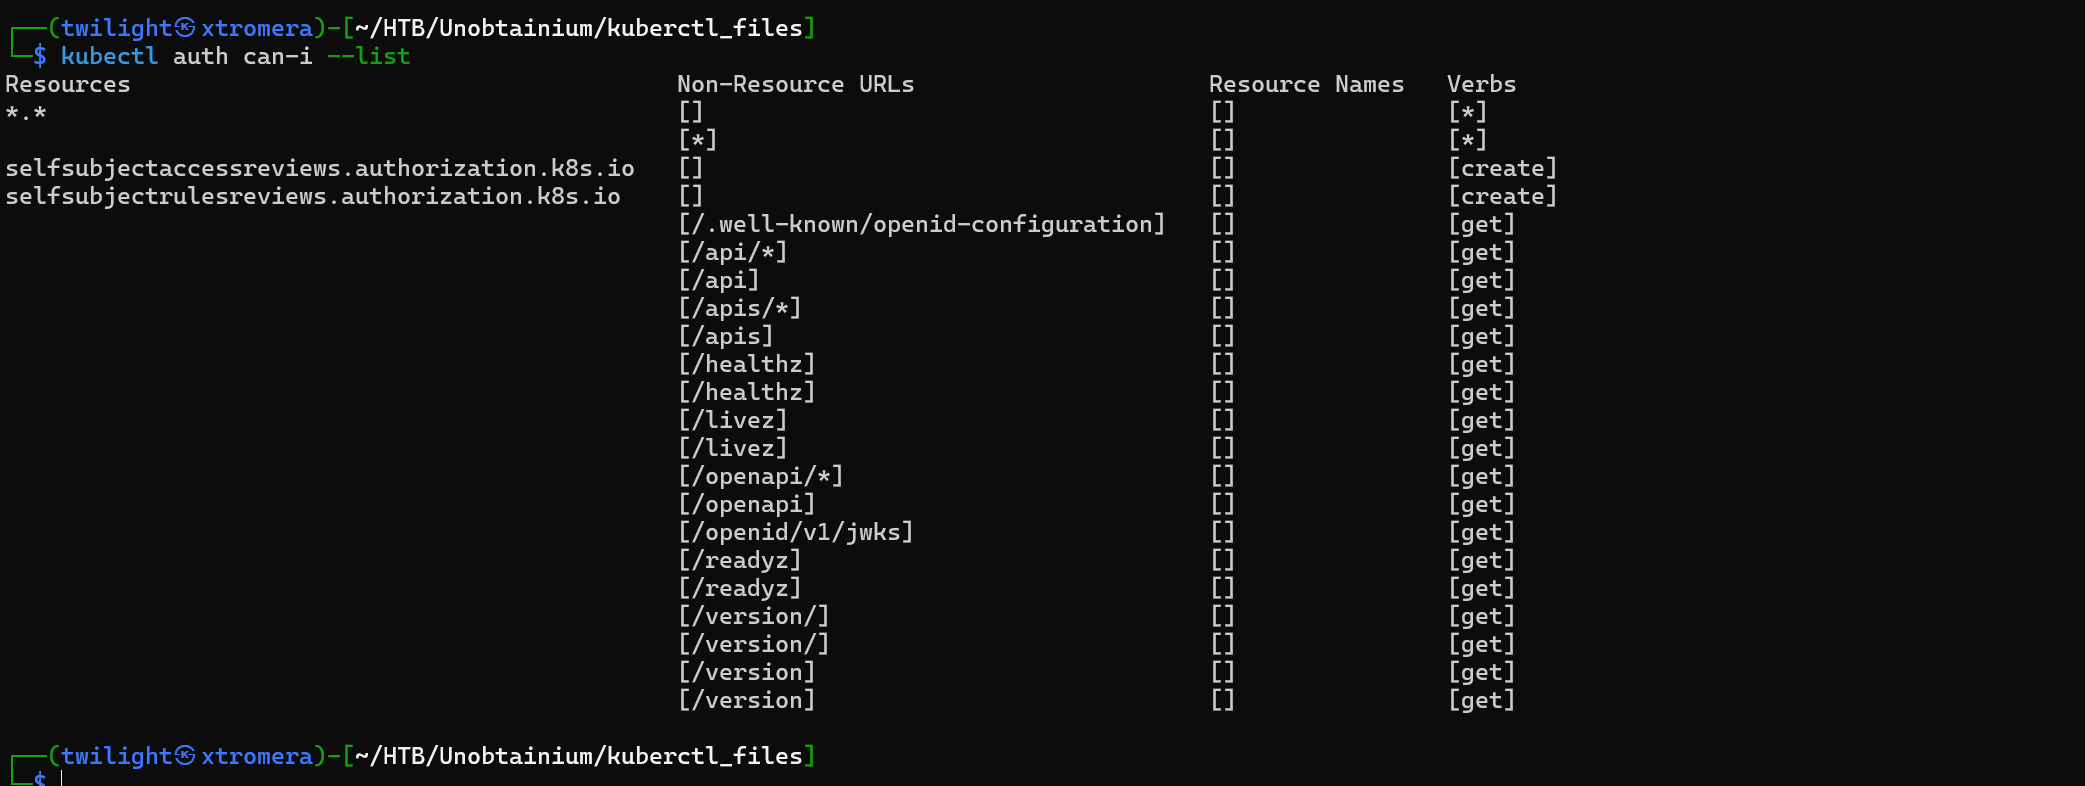 ┌──(twilight㉿xtromera)-[~/HTB/Unobtainium/kuberctl_files]
└─$ kubectl auth can-i --list
Resources                                       Non-Resource URLs                     Resource Names   Verbs
*.*                                             []                                    []               [*]
                                                [*]                                   []               [*]
selfsubjectaccessreviews.authorization.k8s.io   []                                    []               [create]
selfsubjectrulesreviews.authorization.k8s.io    []                                    []               [create]
                                                [/.well-known/openid-configuration]   []               [get]
                                                [/api/*]                              []               [get]
                                                [/api]                                []               [get]
                                                [/apis/*]                             []               [get]
                                                [/apis]                               []               [get]
                                                [/healthz]                            []               [get]
                                                [/healthz]                            []               [get]
                                                [/livez]                              []               [get]
                                                [/livez]                              []               [get]
                                                [/openapi/*]                          []               [get]
                                                [/openapi]                            []               [get]
                                                [/openid/v1/jwks]                     []               [get]
                                                [/readyz]                             []               [get]
                                                [/readyz]                             []               [get]
                                                [/version/]                           []               [get]
                                                [/version/]                           []               [get]
                                                [/version]                            []               [get]
                                                [/version]                            []               [get]
┌──(twilight㉿xtromera)-[~/HTB/Unobtainium/kuberctl_files]
└─$